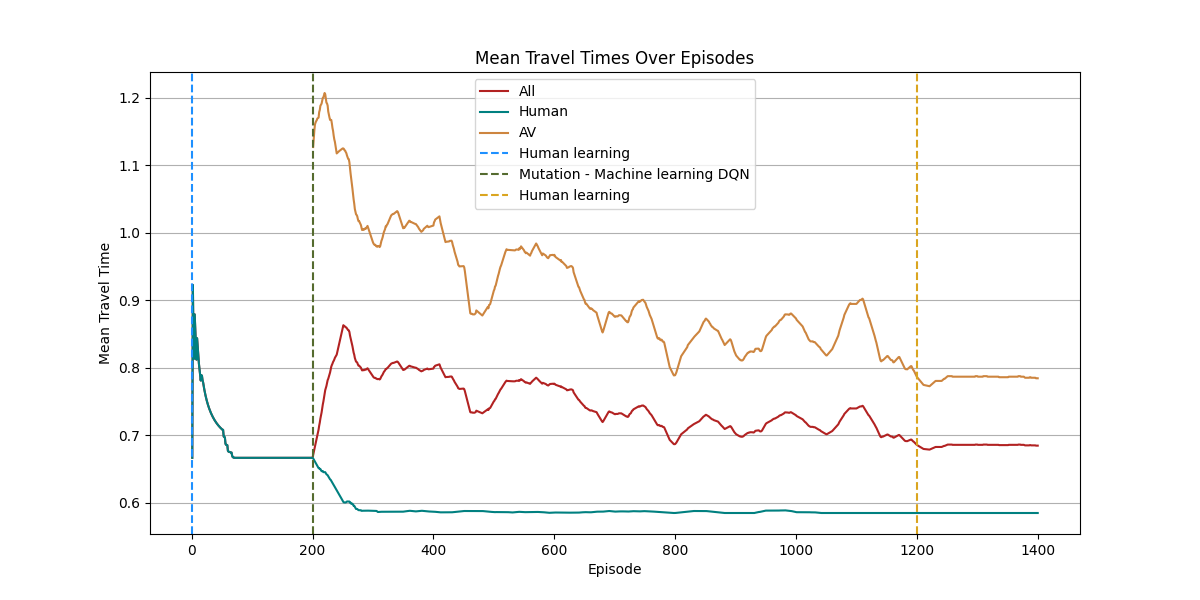 Mean Travel Times Over Episodes
All
Human
AV
Human learning
Mutation - Machine learning DQN
Human learning
Mean Travel Time
1.2
1.1
1.0
0.9
0.8
0.7
0.6
0 200 400 600 800 1000 1200 1400
Episode